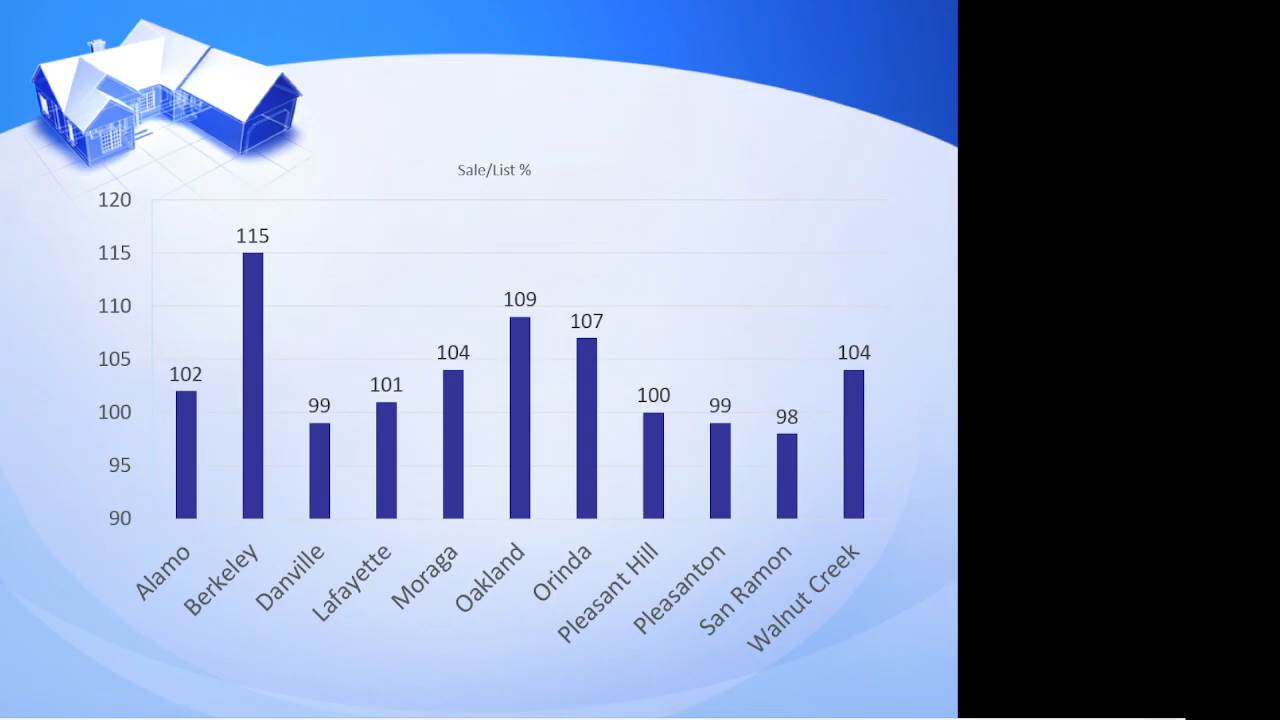 Sale/List %
120
115
110
105
100
95
90
102
115
99
101
104
109
107
100
99
98
104
Alamo
Berkeley
Danville
Lafayette
Moraga
Oakland
Orinda
Pleasant Hill
Pleasanton
San Ramon
Walnut Creek